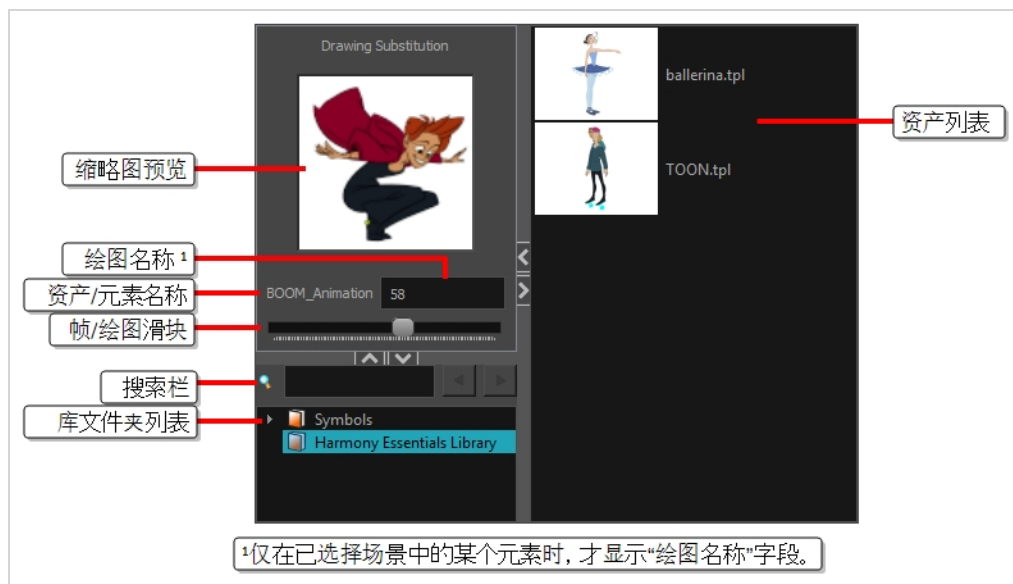 Drawing Substitution
ballerina.tpl
资产列表
TOON.tpl
缩略图预览
绘图名称 ¹
资产/元素名称
BOOM_Animation 58
帧/绘图滑块
搜索栏
库文件夹列表
Symbols
Harmony Essentials Library
¹仅在已选择场景中的某个元素时,才显示“绘图名称”字段。